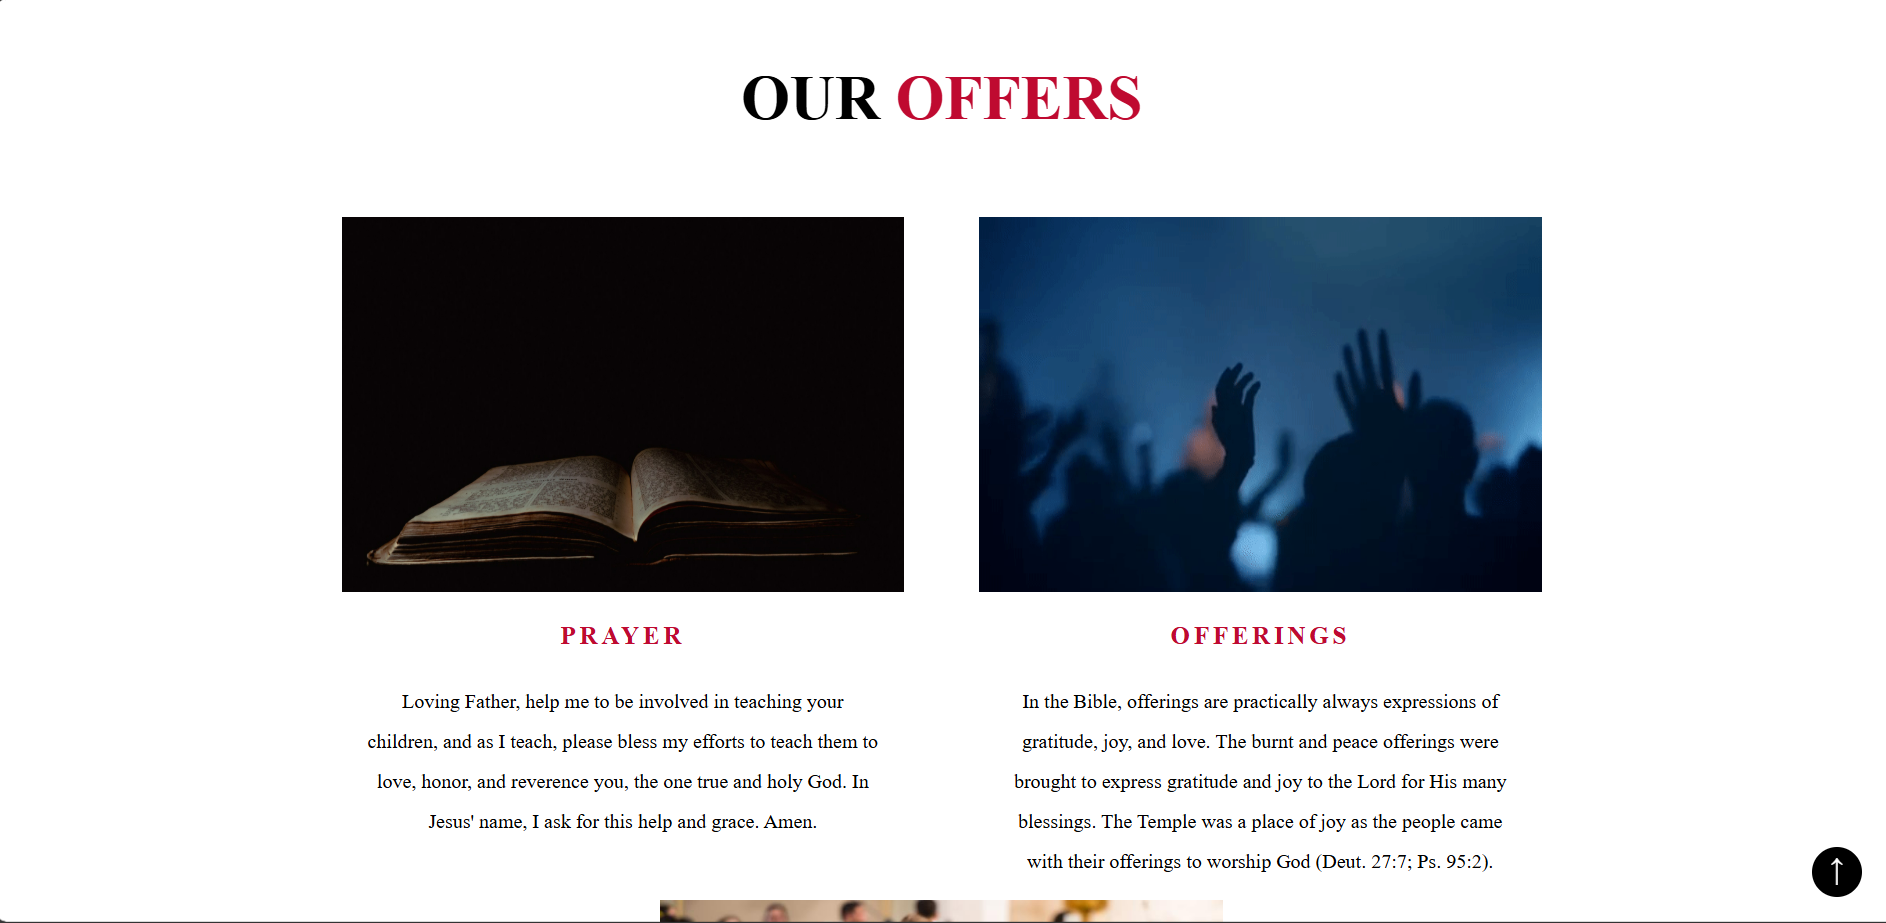 OUR OFFERS
PRAYER
Loving Father, help me to be involved in teaching your
children, and as I teach, please bless my efforts to teach them to
love, honor, and reverence you, the one true and holy God. In
Jesus' name, I ask for this help and grace. Amen.
OFFERINGS
In the Bible, offerings are practically always expressions of
gratitude, joy, and love. The burnt and peace offerings were
brought to express gratitude and joy to the Lord for His many
blessings. The Temple was a place of joy as the people came
with their offerings to worship God (Deut. 27:7; Ps. 95:2).